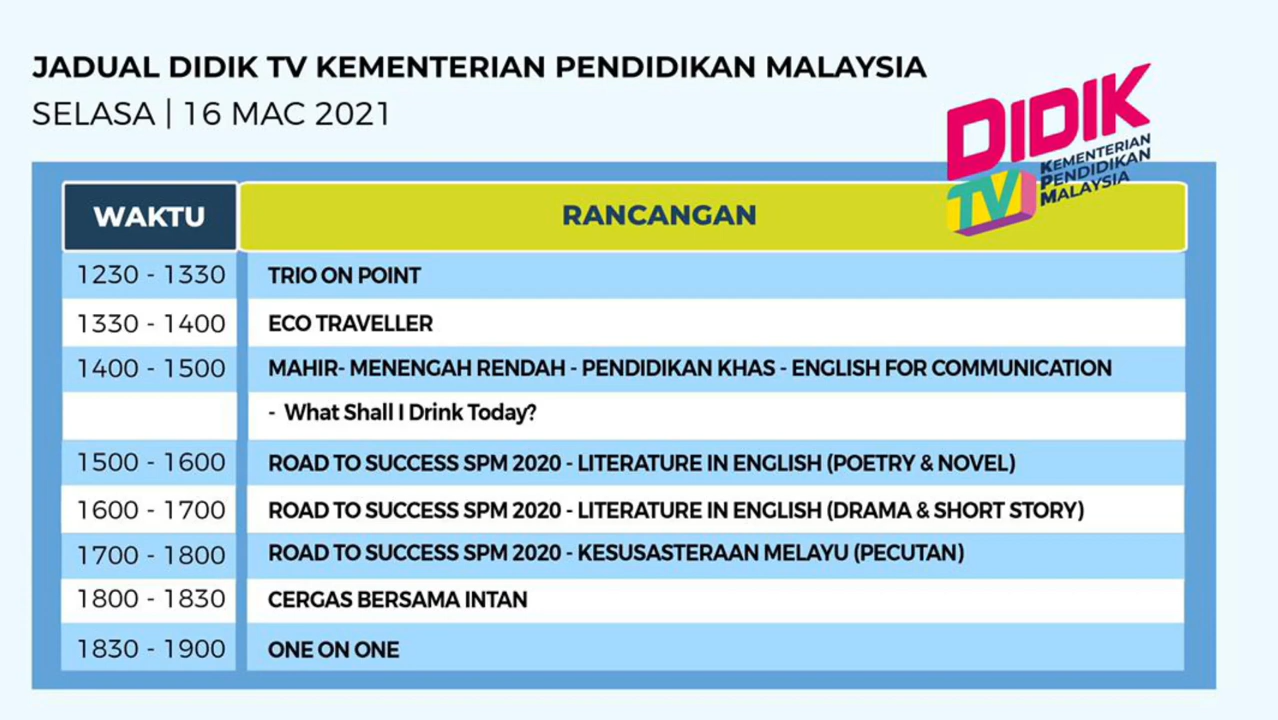 JADUAL DIDIK TV KEMENTERIAN PENDIDIKAN MALAYSIA
SELASA | 16 MAC 2021
DIDIK
TV
KEMENTERIAN
PENDIDIKAN
MALAYSIA
WAKTU RANCANGAN
1230 - 1330 TRIO ON POINT
1330 - 1400 ECO TRAVELLER
1400 - 1500 MAHIR- MENENGAH RENDAH - PENDIDIKAN KHAS - ENGLISH FOR COMMUNICATION
- What Shall I Drink Today?
1500 - 1600 ROAD TO SUCCESS SPM 2020 - LITERATURE IN ENGLISH (POETRY & NOVEL)
1600 - 1700 ROAD TO SUCCESS SPM 2020 - LITERATURE IN ENGLISH (DRAMA & SHORT STORY)
1700 - 1800 ROAD TO SUCCESS SPM 2020 - KESUSASTERAAN MELAYU (PECUTAN)
1800 - 1830 CERGAS BERSAMA INTAN
1830 - 1900 ONE ON ONE